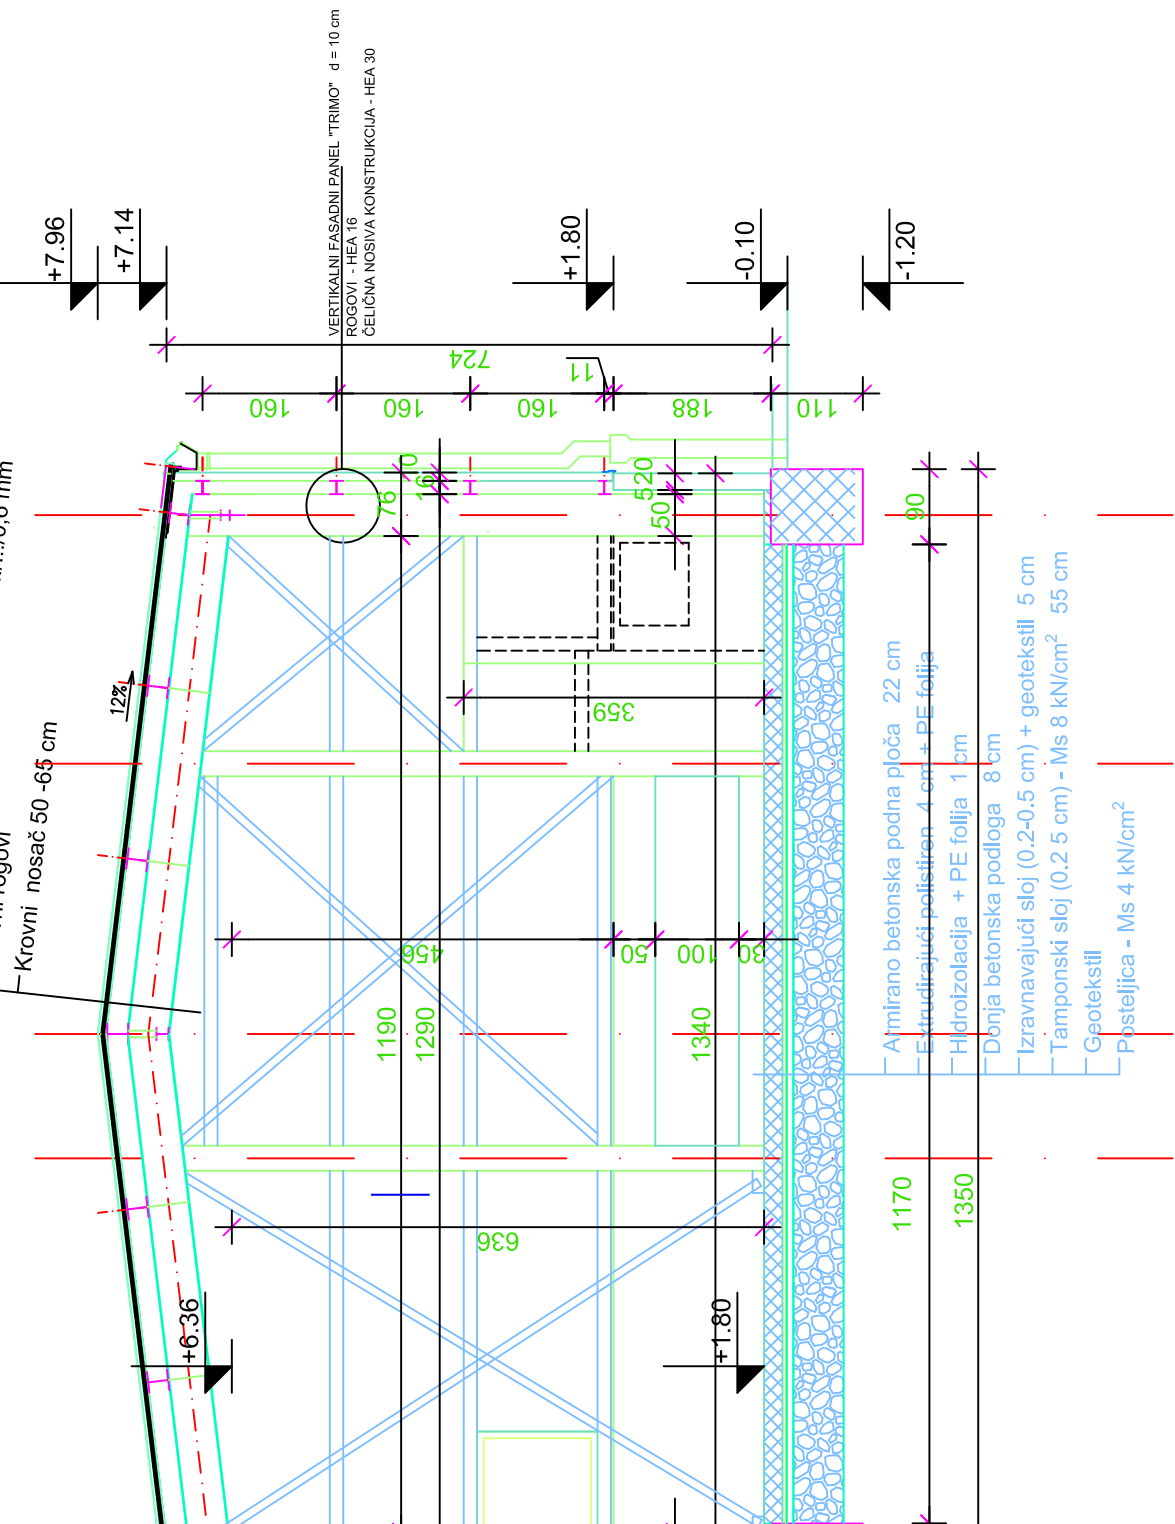 VERTIKALNI FASADNI PANEL "TRIMO" d = 10 cm
ROGOVI - HEA 16
ČELIČNA NOSIVA KONSTRUKCIJA - HEA 30
+7.96
+7.14
+1.80
-0.10
-1.20
724
11
160
160
160
188
110
76
520
50
90
12%
rogovi
Krovni nosač 50 -65 cm
359
456
50
100
30
1190
1290
1340
636
1170
1350
+6.36
+1.80
Armirano betonska podna ploča 22 cm
Extrudirajući polistiren 4 cm + PE folija
Hidroizolacija + PE folija 1 cm
Donja betonska podloga 8 cm
Izravnavajući sloj (0.2-0.5 cm) + geotekstil 5 cm
Tamponski sloj (0.2 5 cm) - Ms 8 kN/cm² 55 cm
Geotekstil
Posteljica - Ms 4 kN/cm²